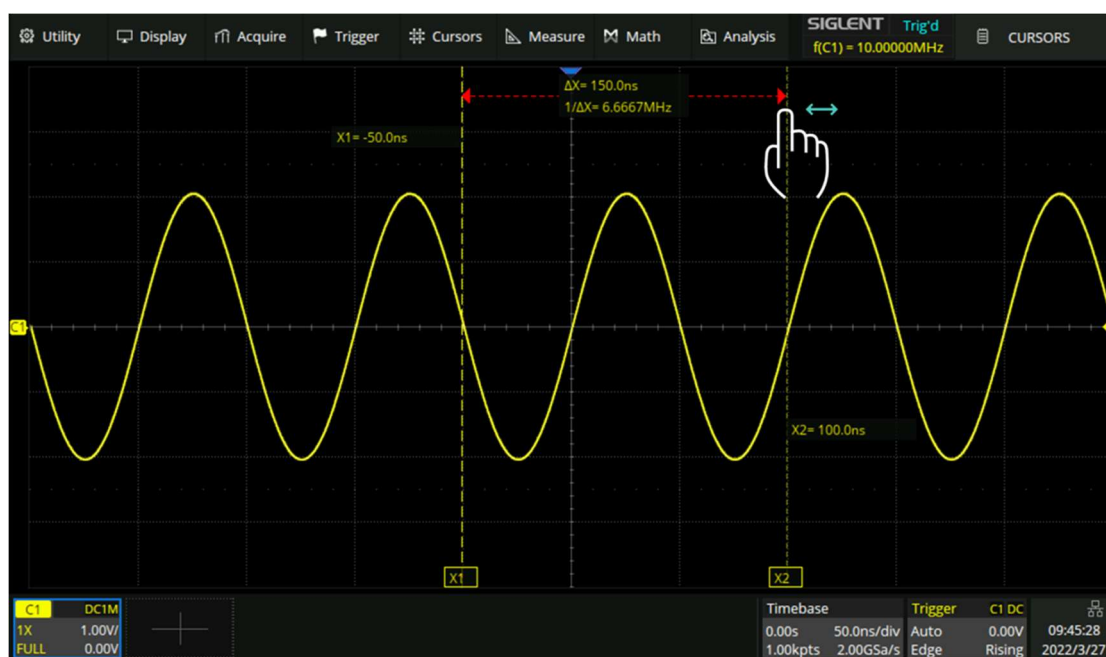 Utility Display Acquire Trigger Cursors Measure Math Analysis SIGLENT Trig'd CURSORS
f(C1) = 10.00000MHz
ΔX= 150.0ns
1/ΔX= 6.6667MHz
X1= -50.0ns
C1
X2= 100.0ns
X1 X2
C1 DC1M Timebase Trigger C1 DC
1X 1.00V/ 0.00s 50.0ns/div Auto 0.00V 09:45:28
FULL 0.00V 1.00kpts 2.00GSa/s Edge Rising 2022/3/27